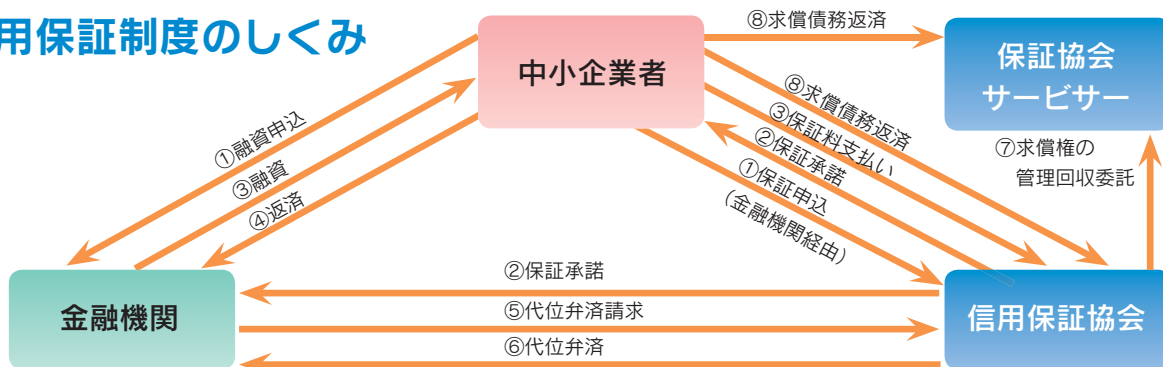 用保証制度のしくみ
⑧求償債務返済
中小企業者
保証協会
サービサー
①融資申込
③融資
④返済
⑧求償債務返済
③保証料支払い
②保証承諾
①保証申込
(金融機関経由)
⑦求償権の
管理回収委託
②保証承諾
⑤代位弁済請求
⑥代位弁済
金融機関
信用保証協会